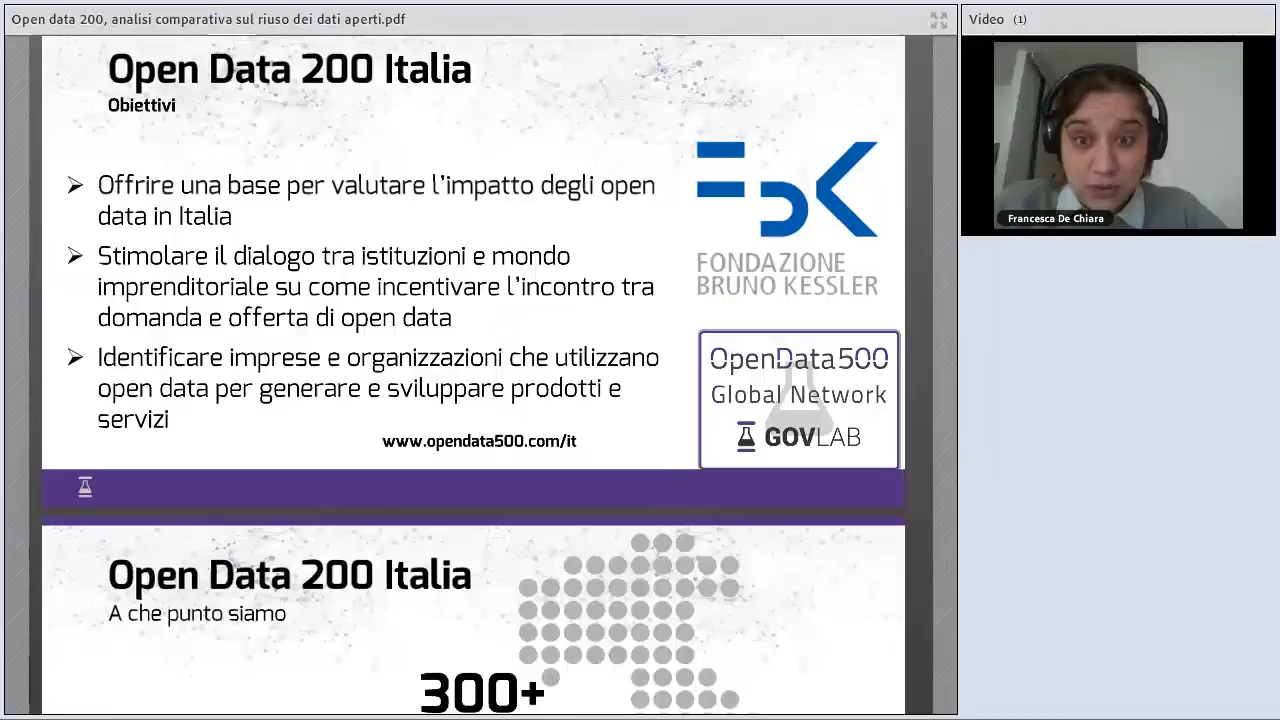 Open data 200, analisi comparativa sul riuso dei dati aperti.pdf
Video (1)
Open Data 200 Italia
Obiettivi
Offrire una base per valutare l'impatto degli open
data in Italia
Stimolare il dialogo tra istituzioni e mondo
imprenditoriale su come incentivare l'incontro tra
domanda e offerta di open data
Identificare imprese e organizzazioni che utilizzano
open data per generare e sviluppare prodotti e
servizi
www.opendata500.com/it
FBK
FONDAZIONE
BRUNO KESSLER
OpenData500
Global Network
GOVLAB
Francesca De Chiara
Open Data 200 Italia
A che punto siamo
300+